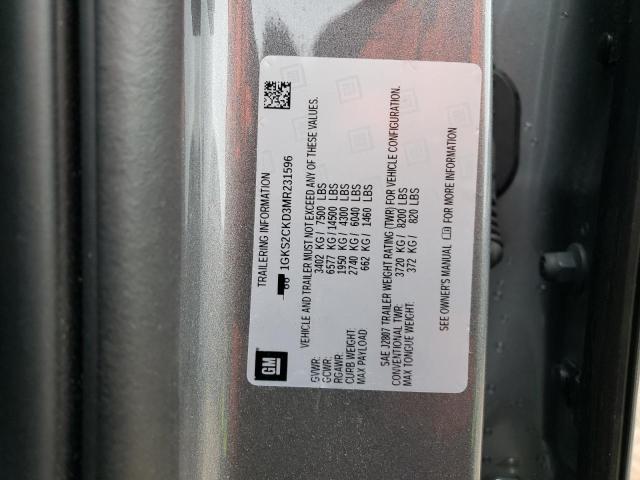 GM
TRAILERING INFORMATION
1GKS2CKD3MR231596
VEHICLE AND TRAILER MUST NOT EXCEED ANY OF THESE VALUES.
GVWR: 3402 KG/ 7500 LBS
GCWR: 6577 KG/14500 LBS
RGAWR: 1950 KG/ 4300 LBS
CURB WEIGHT: 2740 KG/ 6040 LBS
MAX PAYLOAD 662 KG/ 1460 LBS
SAE J2807 TRAILER WEIGHT RATING (TWR) FOR VEHICLE CONFIGURATION.
CONVENTIONAL TWR: 3720 KG/ 8200 LBS
MAX TONGUE WEIGHT: 372 KG/ 820 LBS
SEE OWNER'S MANUAL FOR MORE INFORMATION